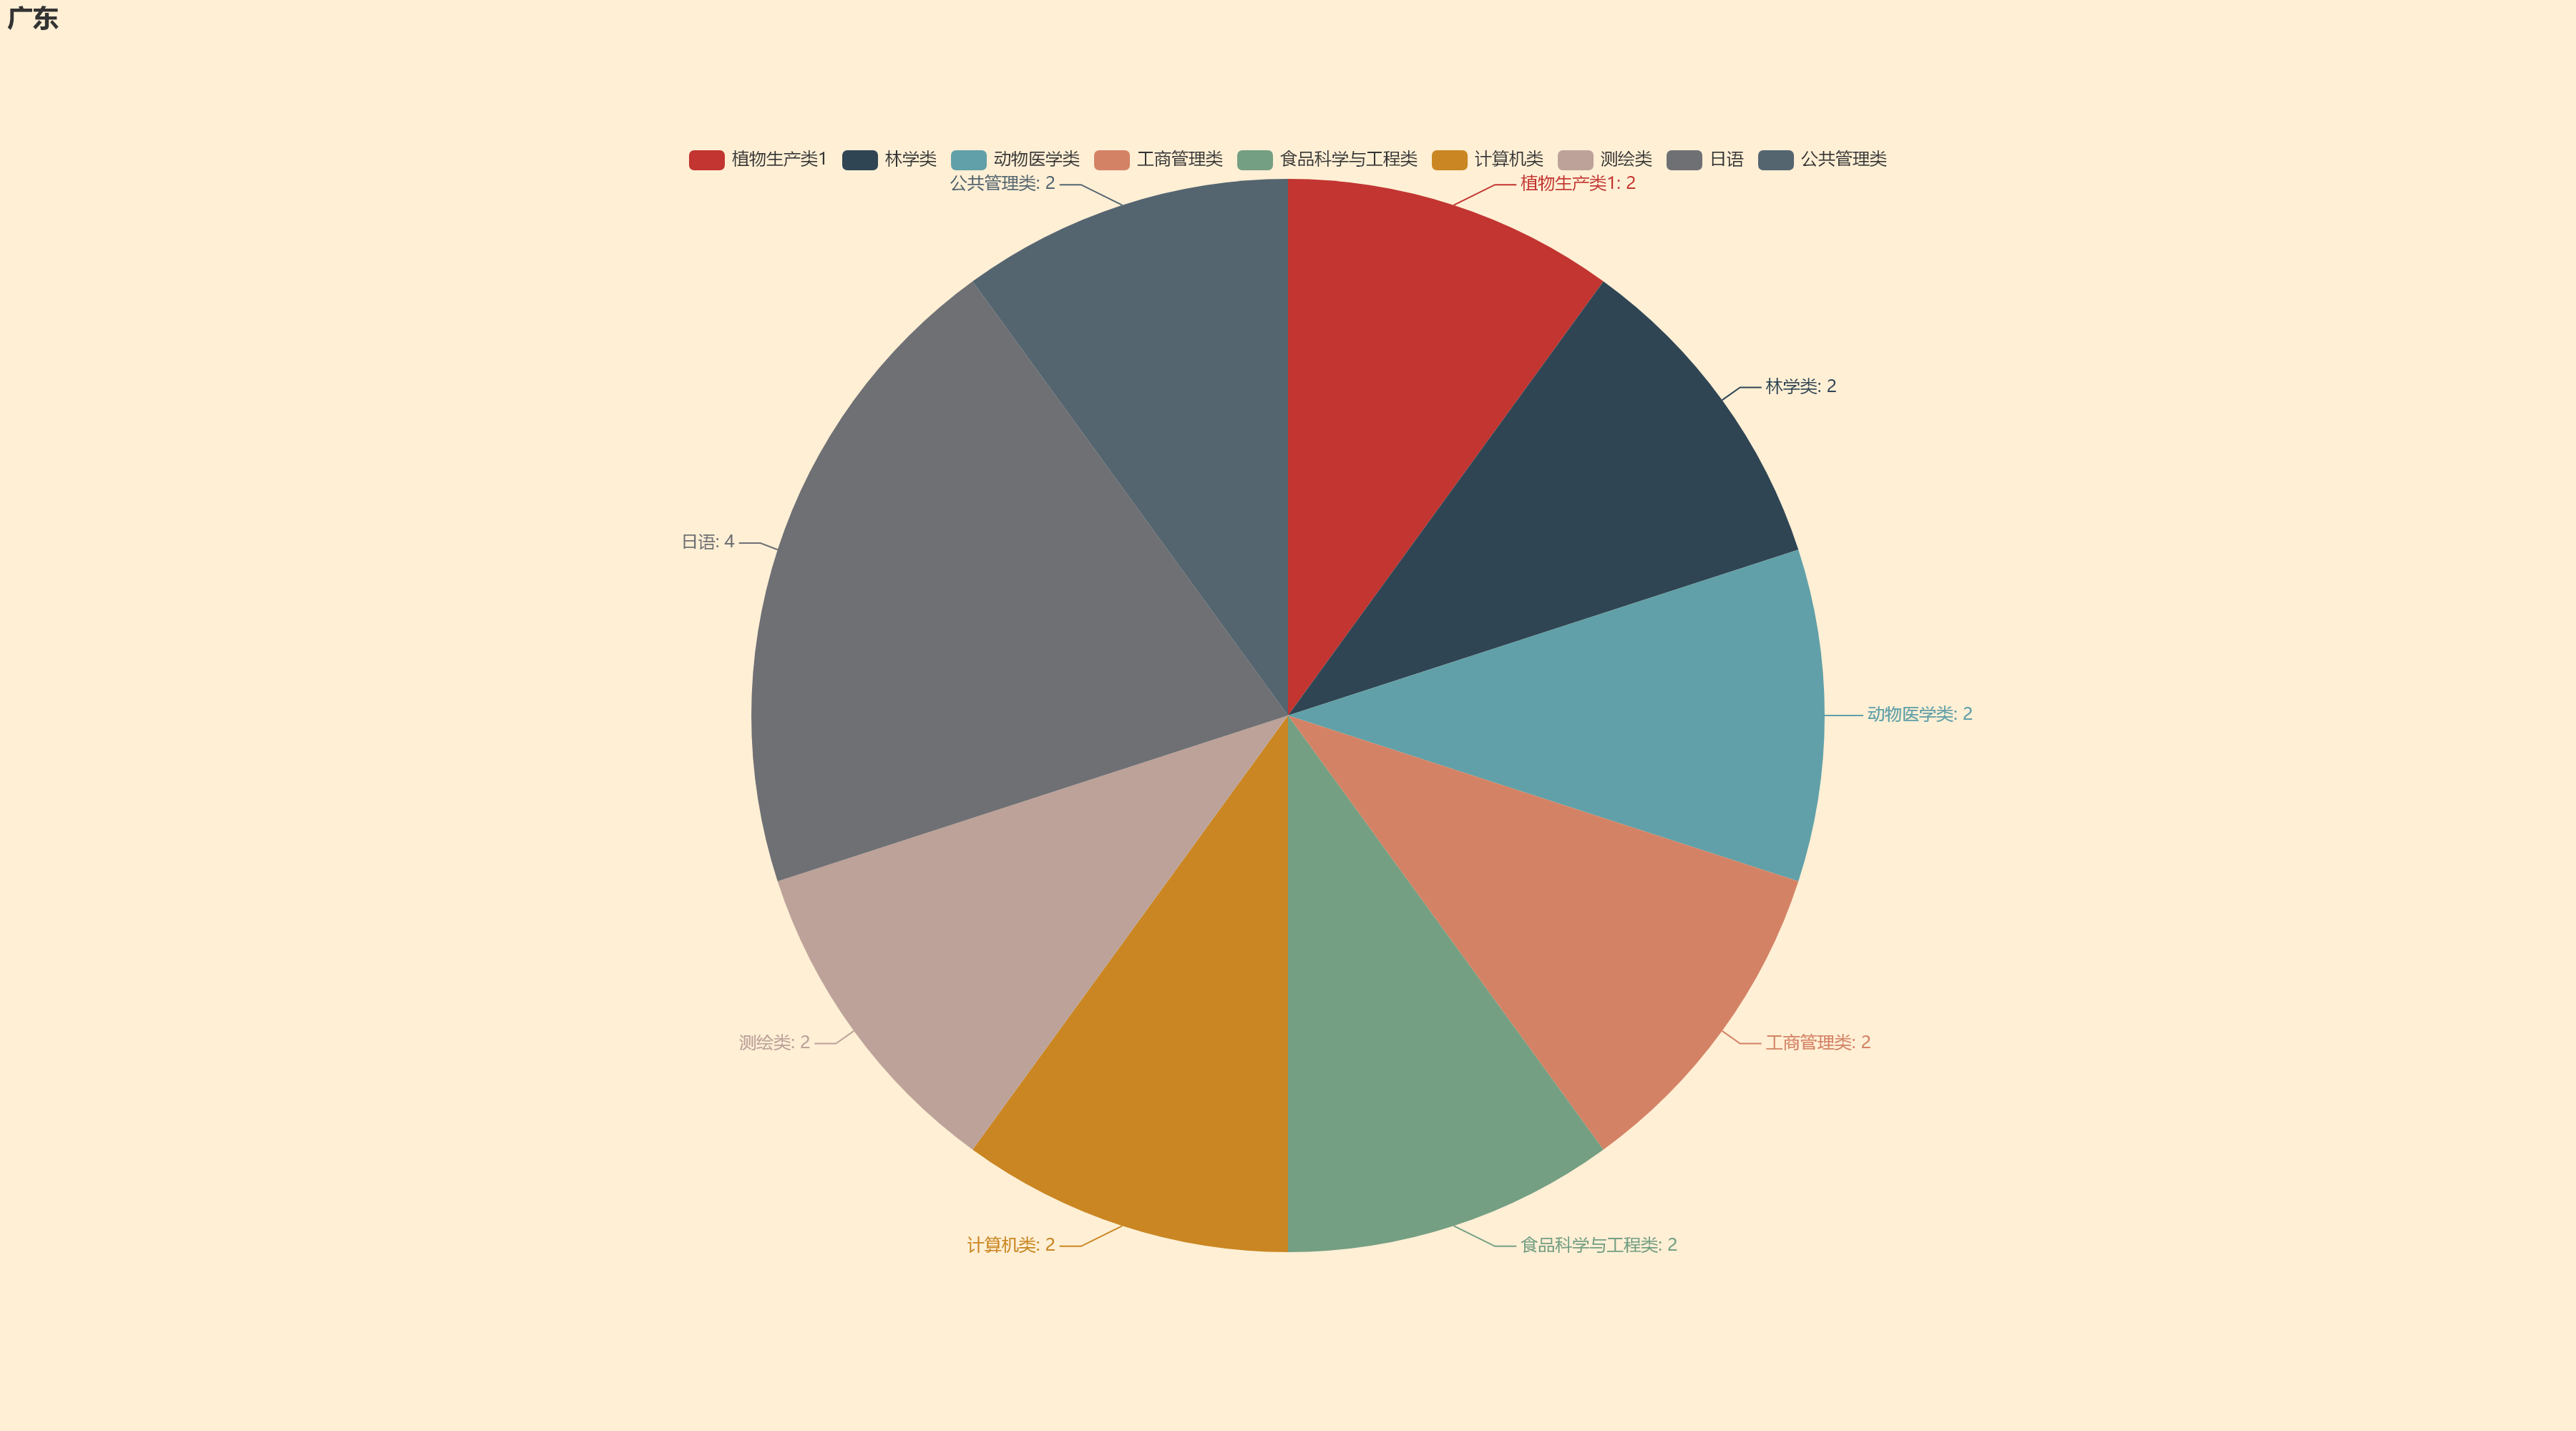 广东
植物生产类1 林学类 动物医学类 工商管理类 食品科学与工程类 计算机类 测绘类 日语 公共管理类
公共管理类: 2
植物生产类1: 2
林学类: 2
日语: 4
动物医学类: 2
测绘类: 2
工商管理类: 2
计算机类: 2
食品科学与工程类: 2